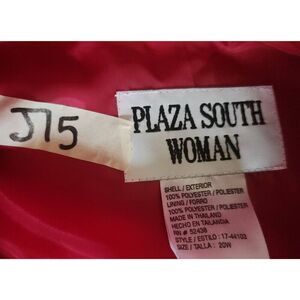 J75
PLAZA SOUTH
WOMAN
SHELL / EXTERIOR
100% POLYESTER / POLIESTER
LINING / FORRO
100% POLYESTER / POLIESTER
MADE IN THAILAND
HECHO EN TAILANDIA
RN # 52438
STYLE / ESTILO : 17-44103
SIZE / TALLA : 20W